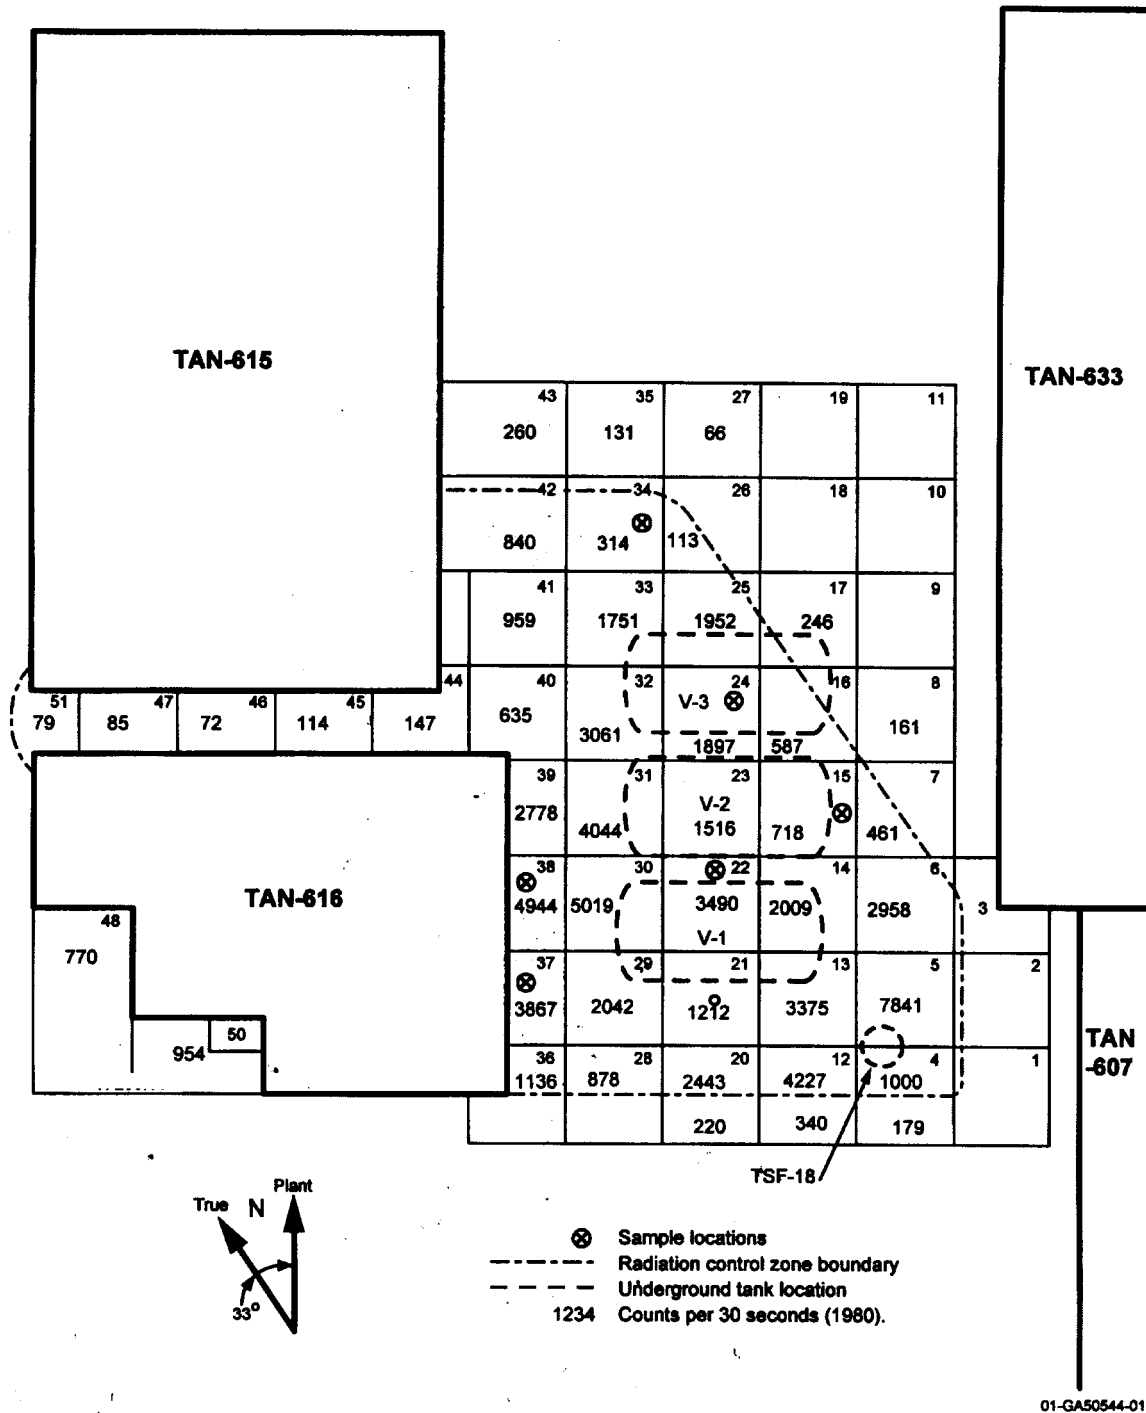 TAN-615
TAN-633
43 35 27 19 11
260 131 66
42 34 26 18 10
840 314 113
41 33 25 17 9
959 1751 1952 246
44 40 32 24 16 8
51 47 46 45
79 85 72 114 147 635 3061 V-3 161
1897 587
39 31 23 15 7
2778 4044 V-2 718 461
1516
38 30 22 14 6
TAN-616
4944 5019 3490 2009 2958 3
V-1
48
770
37 29 21 13 5 2
3867 2042 1212 3375 7841
50
954
TAN
-607
36 28 20 12 4 1
1136 878 2443 4227 1000
220 340 179
TSF-18
True N Plant
33°
Sample locations
Radiation control zone boundary
Underground tank location
1234 Counts per 30 seconds (1980).
01-GA50544-01